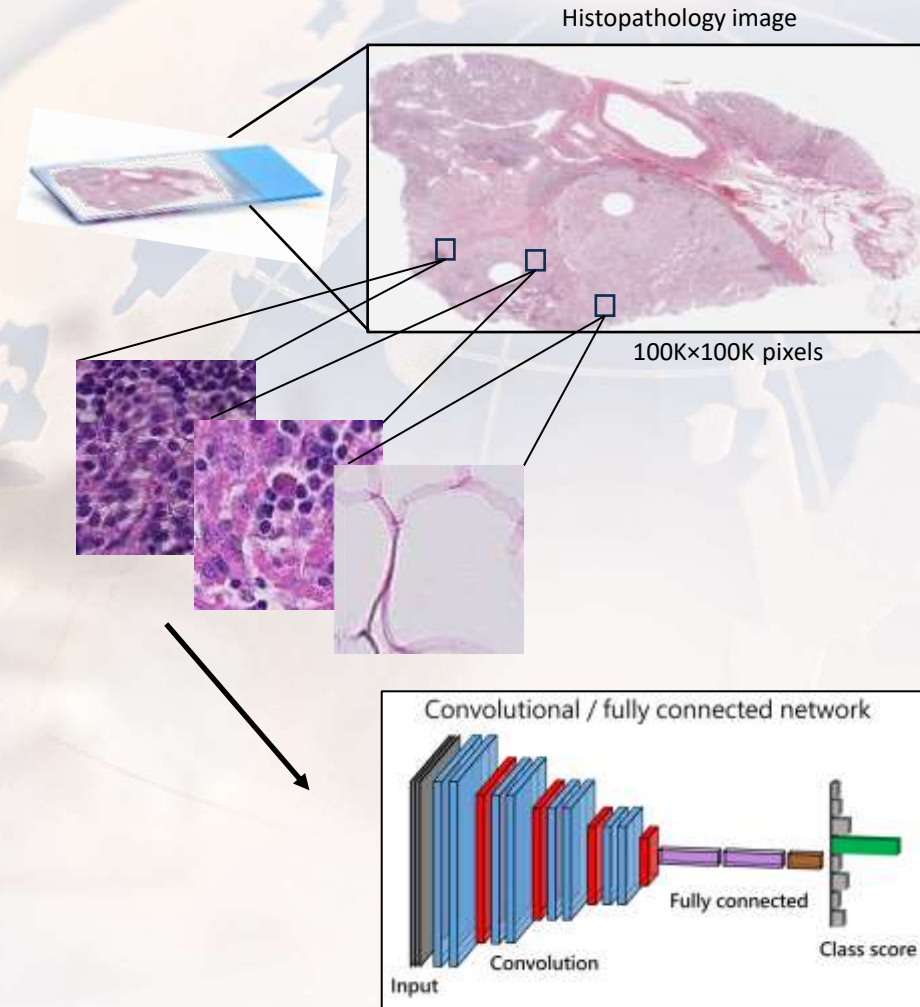 Histopathology image
100K×100K pixels
Convolutional / fully connected network
Fully connected
Class score
Convolution
Input